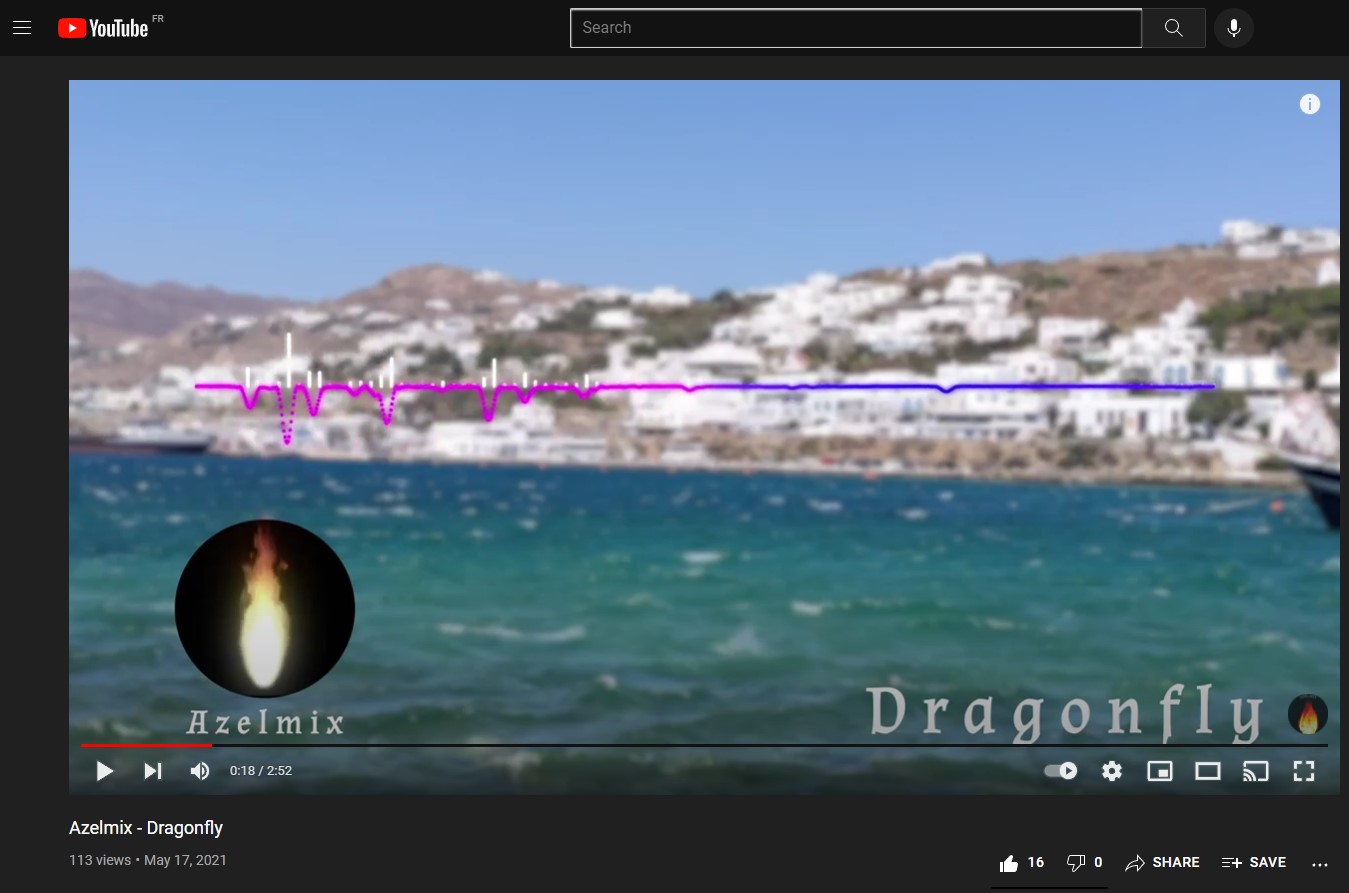 YouTube FR
Search
Azelmix
Dragonfly
0:18 / 2:52
Azelmix - Dragonfly
113 views • May 17, 2021
16 0 SHARE SAVE